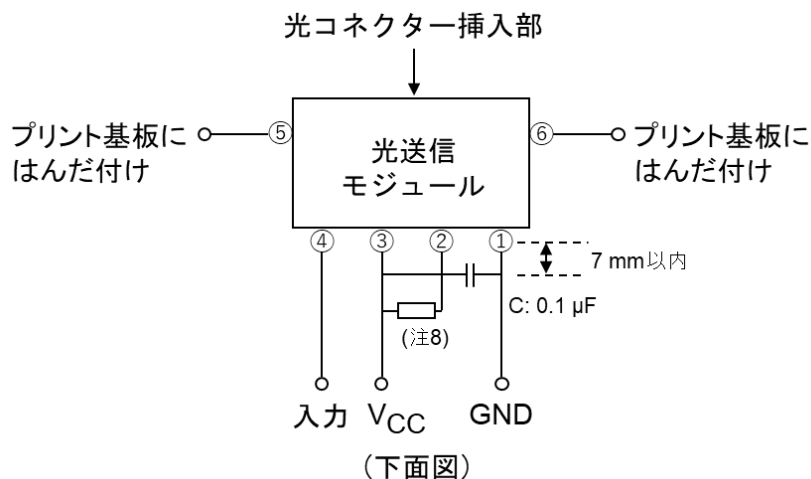 光コネクター挿入部
プリント基板に
はんだ付け
⑤
光送信
モジュール
⑥
プリント基板に
はんだ付け
④ ③ ② ①
7 mm以内
C: 0.1 µF
(注8)
入力 VCC GND
(下面図)